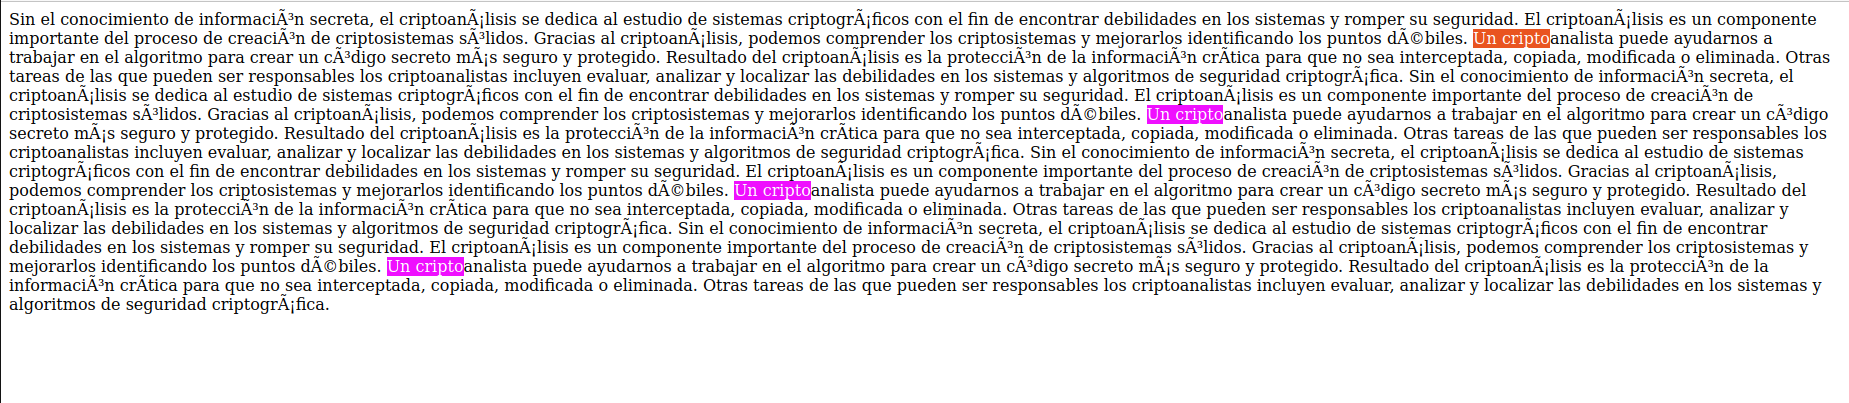 Sin el conocimiento de informaciÃ³n secreta, el criptoanÃ¡lisis se dedica al estudio de sistemas criptogrÃ¡ficos con el fin de encontrar debilidades en los sistemas y romper su seguridad. El criptoanÃ¡lisis es un componente
importante del proceso de creaciÃ³n de criptosistemas sÃ³lidos. Gracias al criptoanÃ¡lisis, podemos comprender los criptosistemas y mejorarlos identificando los puntos dÃ©biles. Un criptoanalista puede ayudarnos a
trabajar en el algoritmo para crear un cÃ³digo secreto mÃ¡s seguro y protegido. Resultado del criptoanÃ¡lisis es la protecciÃ³n de la informaciÃ³n crÃ­tica para que no sea interceptada, copiada, modificada o eliminada. Otras
tareas de las que pueden ser responsables los criptoanalistas incluyen evaluar, analizar y localizar las debilidades en los sistemas y algoritmos de seguridad criptogrÃ¡fica. Sin el conocimiento de informaciÃ³n secreta, el
criptoanÃ¡lisis se dedica al estudio de sistemas criptogrÃ¡ficos con el fin de encontrar debilidades en los sistemas y romper su seguridad. El criptoanÃ¡lisis es un componente importante del proceso de creaciÃ³n de
criptosistemas sÃ³lidos. Gracias al criptoanÃ¡lisis, podemos comprender los criptosistemas y mejorarlos identificando los puntos dÃ©biles. Un criptoanalista puede ayudarnos a trabajar en el algoritmo para crear un cÃ³digo
secreto mÃ¡s seguro y protegido. Resultado del criptoanÃ¡lisis es la protecciÃ³n de la informaciÃ³n crÃ­tica para que no sea interceptada, copiada, modificada o eliminada. Otras tareas de las que pueden ser responsables los
criptoanalistas incluyen evaluar, analizar y localizar las debilidades en los sistemas y algoritmos de seguridad criptogrÃ¡fica. Sin el conocimiento de informaciÃ³n secreta, el criptoanÃ¡lisis se dedica al estudio de sistemas
criptogrÃ¡ficos con el fin de encontrar debilidades en los sistemas y romper su seguridad. El criptoanÃ¡lisis es un componente importante del proceso de creaciÃ³n de criptosistemas sÃ³lidos. Gracias al criptoanÃ¡lisis,
podemos comprender los criptosistemas y mejorarlos identificando los puntos dÃ©biles. Un criptoanalista puede ayudarnos a trabajar en el algoritmo para crear un cÃ³digo secreto mÃ¡s seguro y protegido. Resultado del
criptoanÃ¡lisis es la protecciÃ³n de la informaciÃ³n crÃ­tica para que no sea interceptada, copiada, modificada o eliminada. Otras tareas de las que pueden ser responsables los criptoanalistas incluyen evaluar, analizar y
localizar las debilidades en los sistemas y algoritmos de seguridad criptogrÃ¡fica. Sin el conocimiento de informaciÃ³n secreta, el criptoanÃ¡lisis se dedica al estudio de sistemas criptogrÃ¡ficos con el fin de encontrar
debilidades en los sistemas y romper su seguridad. El criptoanÃ¡lisis es un componente importante del proceso de creaciÃ³n de criptosistemas sÃ³lidos. Gracias al criptoanÃ¡lisis, podemos comprender los criptosistemas y
mejorarlos identificando los puntos dÃ©biles. Un criptoanalista puede ayudarnos a trabajar en el algoritmo para crear un cÃ³digo secreto mÃ¡s seguro y protegido. Resultado del criptoanÃ¡lisis es la protecciÃ³n de la
informaciÃ³n crÃ­tica para que no sea interceptada, copiada, modificada o eliminada. Otras tareas de las que pueden ser responsables los criptoanalistas incluyen evaluar, analizar y localizar las debilidades en los sistemas y
algoritmos de seguridad criptogrÃ¡fica.